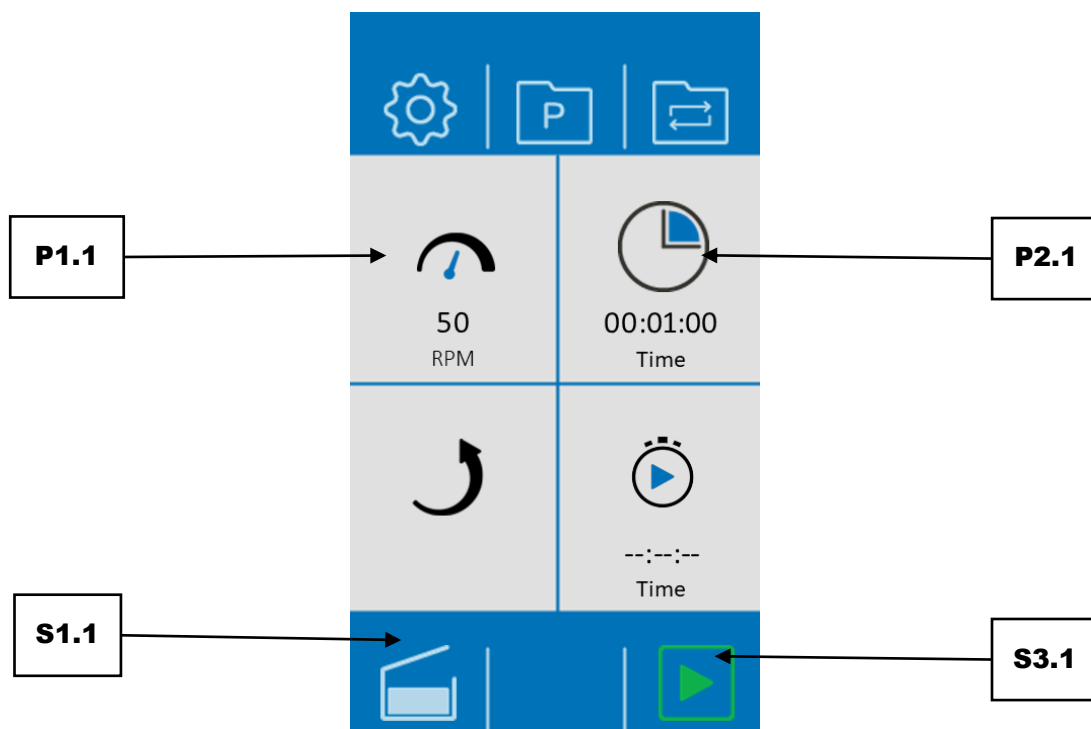 P
P1.1
P2.1
50
RPM
00:01:00
Time
--:--:--
Time
S1.1
S3.1